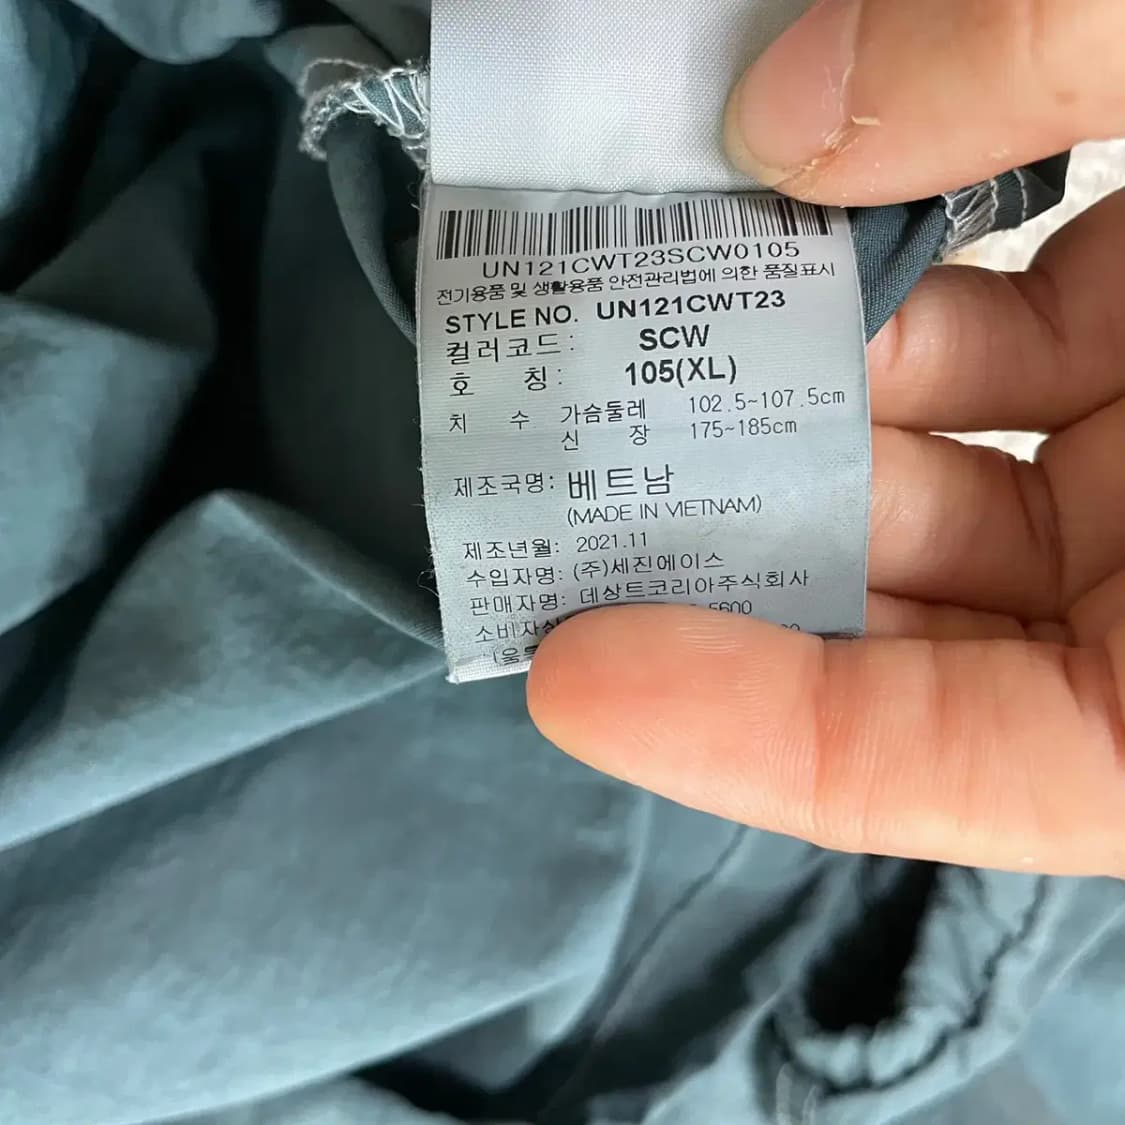 UN121CWT23SCW0105
전기용품 및 생활용품 안전관리법에 의한 품질표시
STYLE NO. UN121CWT23
컬러코드: SCW
호 칭: 105(XL)
치 수 가슴둘레 102.5~107.5cm
신 장 175~185cm
제조국명: 베트남
(MADE IN VIETNAM)
제조년월: 2021.11
수입자명: (주)세진에이스
판매자명: 데상트코리아주식회사
5600